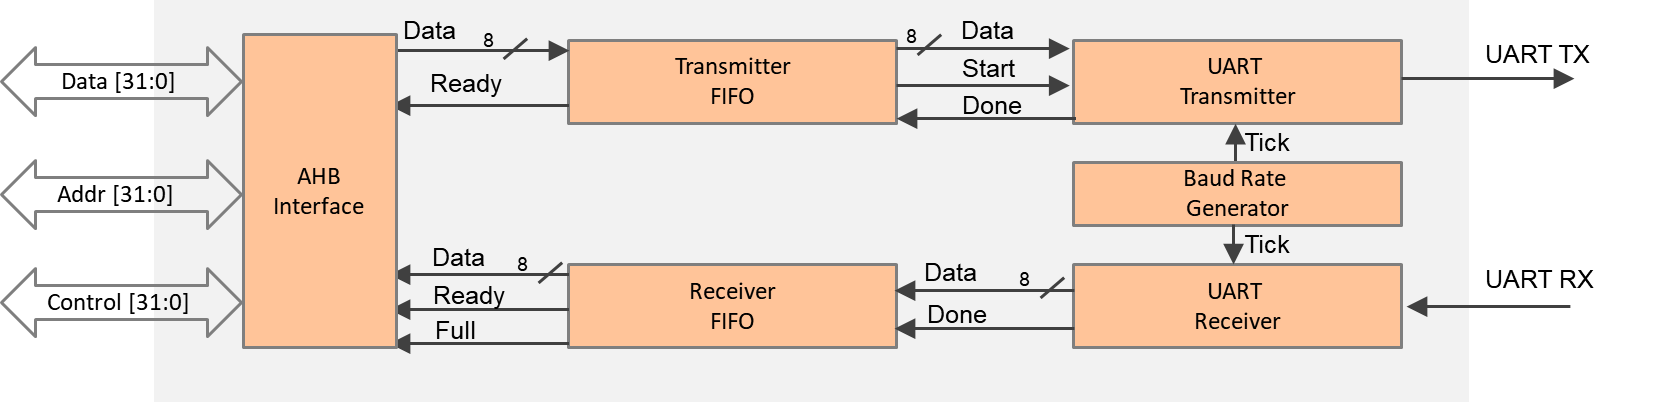 Data
8
8
Data
UART TX
Data [31:0]
Ready
Transmitter
FIFO
Start
Done
UART
Transmitter
Tick
Addr [31:0]
AHB
Interface
Baud Rate
Generator
Tick
Data
8
Data
8
UART RX
Control [31:0]
Ready
Full
Receiver
FIFO
Done
UART
Receiver